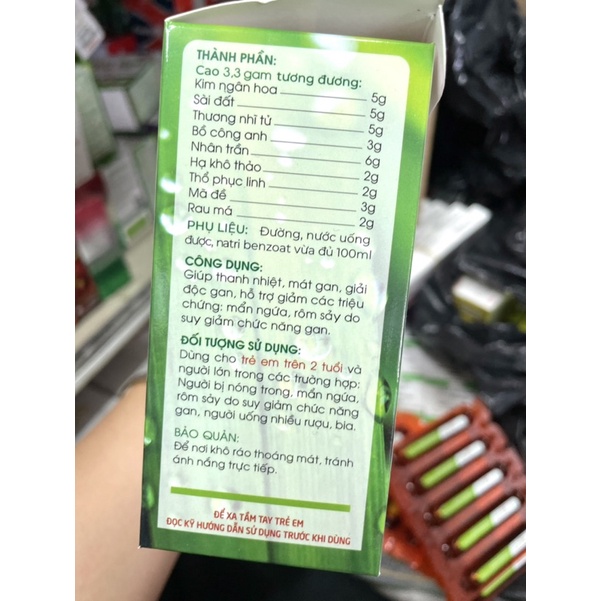 THÀNH PHẦN:
Cao 3,3 gam tương đương:
Kim ngân hoa 5g
Sài đất 5g
Thương nhĩ tử 5g
Bồ công anh 3g
Nhân trần 6g
Hạ khô thảo 2g
Thổ phục linh 2g
Mã đề 3g
Rau má 2g
PHỤ LIỆU: Đường, nước uống
được, natri benzoat vừa đủ 100ml
CÔNG DỤNG:
Giúp thanh nhiệt, mát gan, giải
độc gan, hỗ trợ giảm các triệu
chứng: mẩn ngứa, rôm sảy do
suy giảm chức năng gan.
ĐỐI TƯỢNG SỬ DỤNG:
Dùng cho trẻ em trên 2 tuổi và
người lớn trong các trường hợp:
Người bị nóng trong, mẩn ngứa,
rôm sảy do suy giảm chức năng
gan, người uống nhiều rượu, bia.
BẢO QUẢN:
Để nơi khô ráo thoáng mát, tránh
ánh nắng trực tiếp.
ĐỂ XA TẦM TAY TRẺ EM
ĐỌC KỸ HƯỚNG DẪN SỬ DỤNG TRƯỚC KHI DÙNG